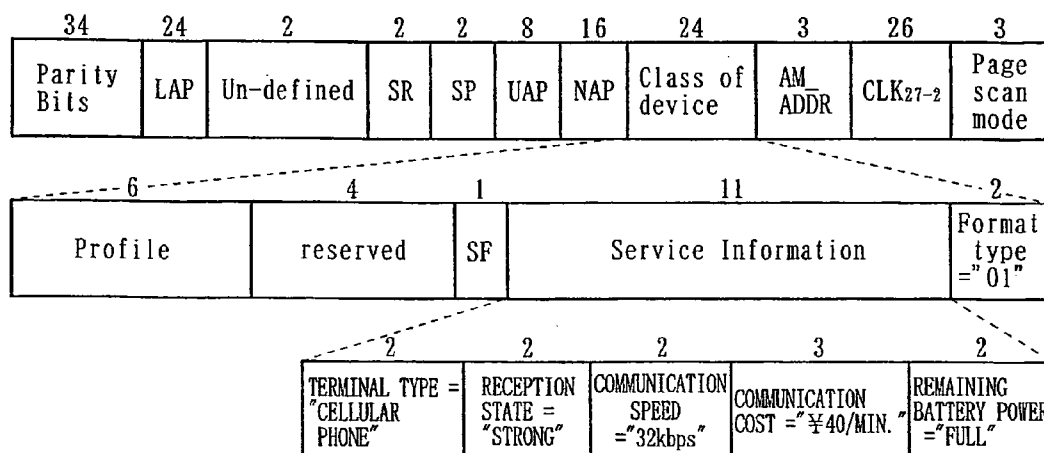 34 24 2 2 2 8 16 24 3 26 3
Parity
Bits
LAP
Un-defined
SR
SP
UAP
NAP
Class of
device
AM_
ADDR
CLK27-2
Page
scan
mode
6 4 1 11 2
Profile
reserved
SF
Service Information
Format
type
="01"
2 2 2 3 2
TERMINAL TYPE =
"CELLULAR
PHONE"
RECEPTION
STATE =
"STRONG"
COMMUNICATION
SPEED
="32kbps"
COMMUNICATION
COST ="¥40/MIN."
REMAINING
BATTERY POWER
="FULL"